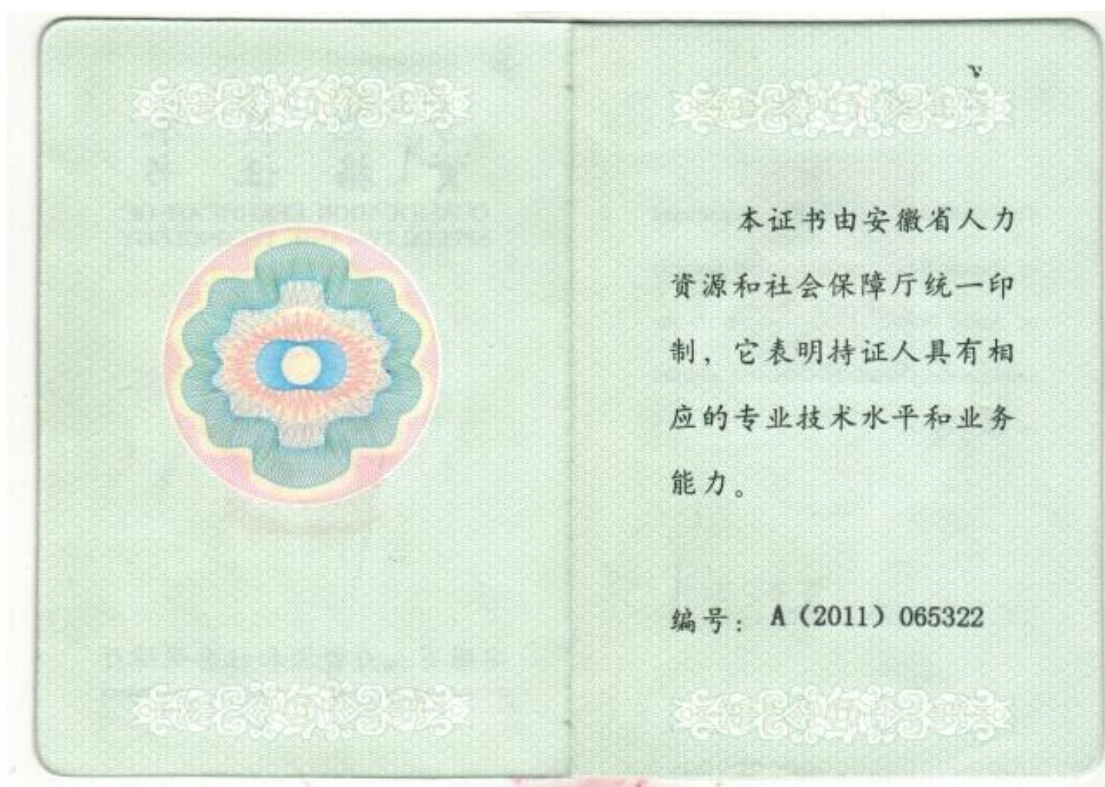 本证书由安徽省人力
资源和社会保障厅统一印
制，它表明持证人具有相
应的专业技术水平和业务
能力。
编号： A（2011）065322